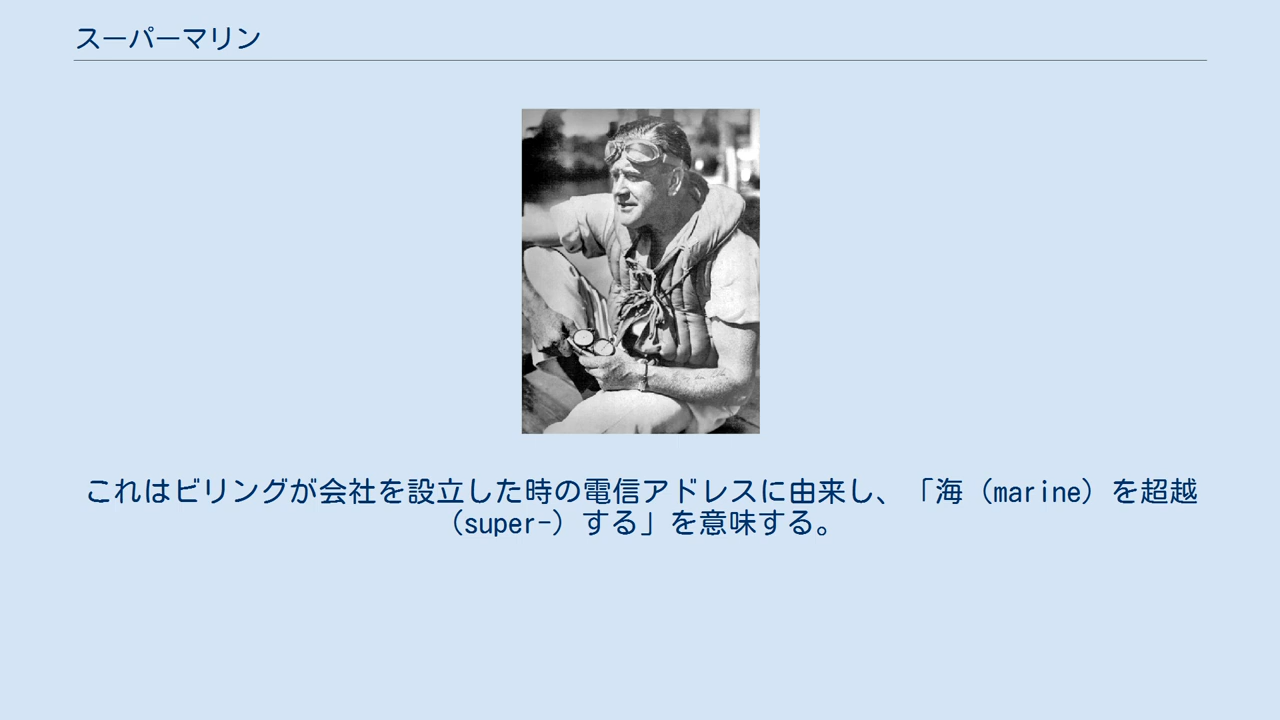 スーパーマリン
これはビリングが会社を設立した時の電信アドレスに由来し、「海（marine）を超越
（super-）する」を意味する。